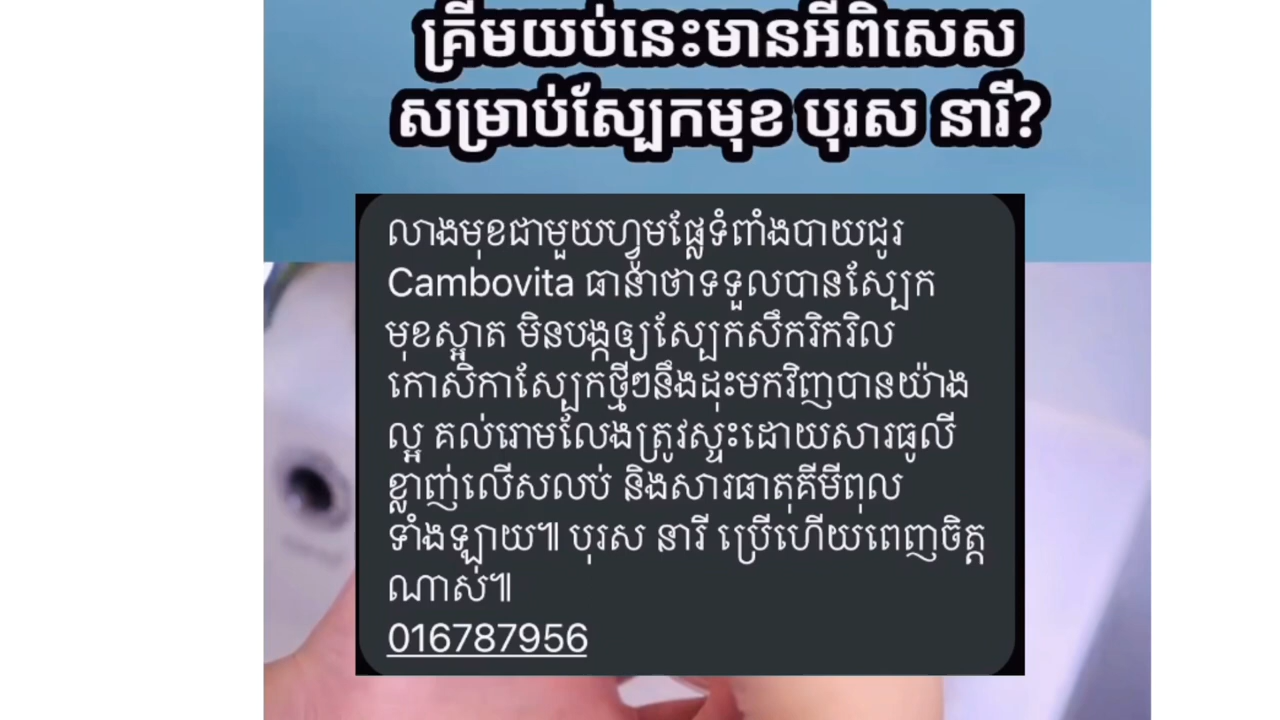 គ្រីមយប់នេះមានអីពិសេស
សម្រាប់ស្បែកមុខ បុរស នារី?
លាងមុខជាមួយហ្វូមផ្លែទំពាំងបាយជូរ
Cambovita ធានាថាទទួលបានស្បែក
មុខស្អាត មិនបង្កឲ្យស្បែកសឹករិករិល
កោសិកាស្បែកថ្មីៗនឹងដុះមកវិញបានយ៉ាង
ល្អ គល់រោមលែងត្រូវស្ទះដោយសារធូលី
ខ្លាញ់លើសលប់ និងសារធាតុគីមីពុល
ទាំងឡាយ៕ បុរស នារី ប្រើហើយពេញចិត្ត
ណាស់៕
016787956